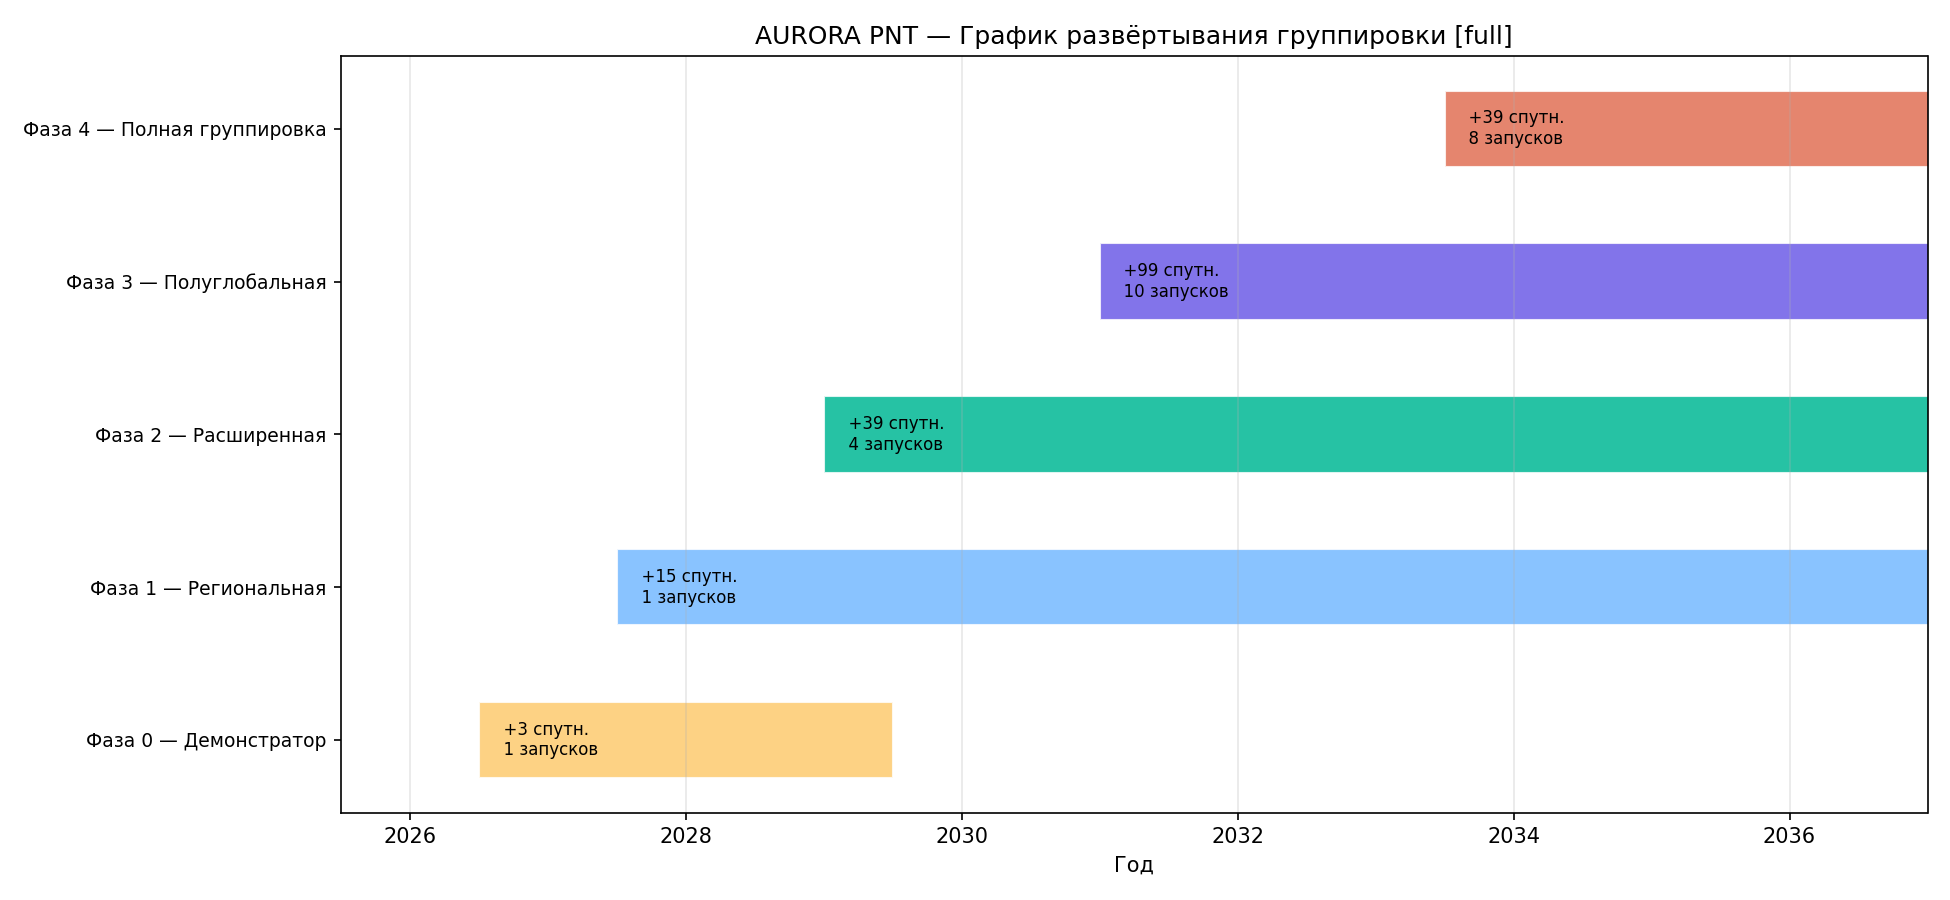 AURORA PNT — График развёртывания группировки [full]
Фаза 4 — Полная группировка
+39 спутн.
8 запусков
Фаза 3 — Полуглобальная
+99 спутн.
10 запусков
Фаза 2 — Расширенная
+39 спутн.
4 запусков
Фаза 1 — Региональная
+15 спутн.
1 запусков
Фаза 0 — Демонстратор
+3 спутн.
1 запусков
2026 2028 2030 2032 2034 2036
Год